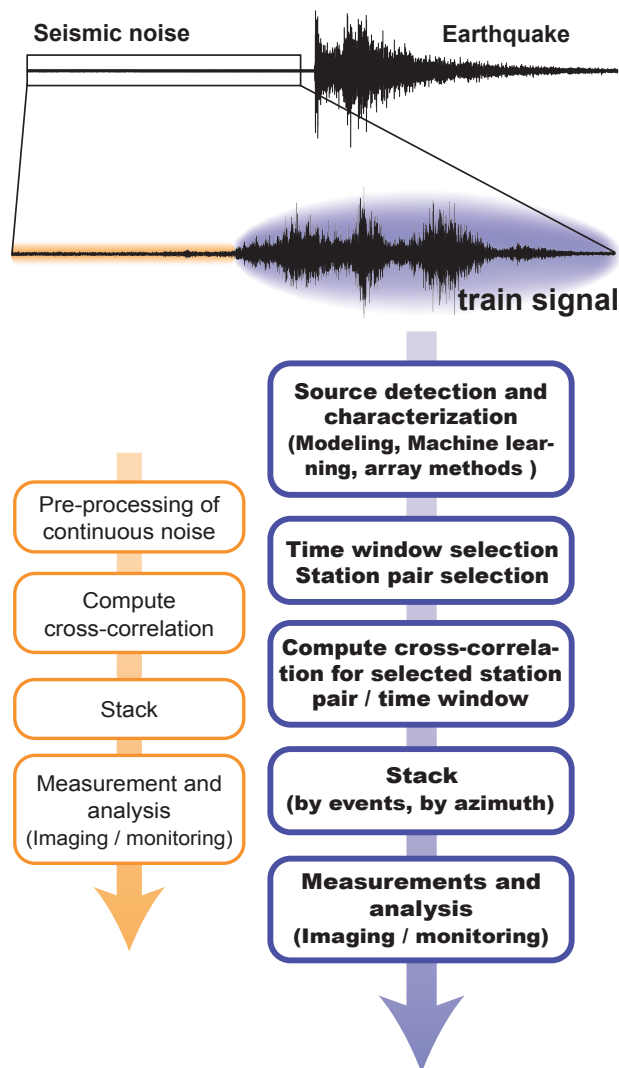 Seismic noise
Earthquake
train signal
Pre-processing of
continuous noise
Compute
cross-correlation
Stack
Measurement and
analysis
(Imaging / monitoring)
Source detection and
characterization
(Modeling, Machine lear-
ning, array methods )
Time window selection
Station pair selection
Compute cross-correla-
tion for selected station
pair / time window
Stack
(by events, by azimuth)
Measurements and
analysis
(Imaging / monitoring)